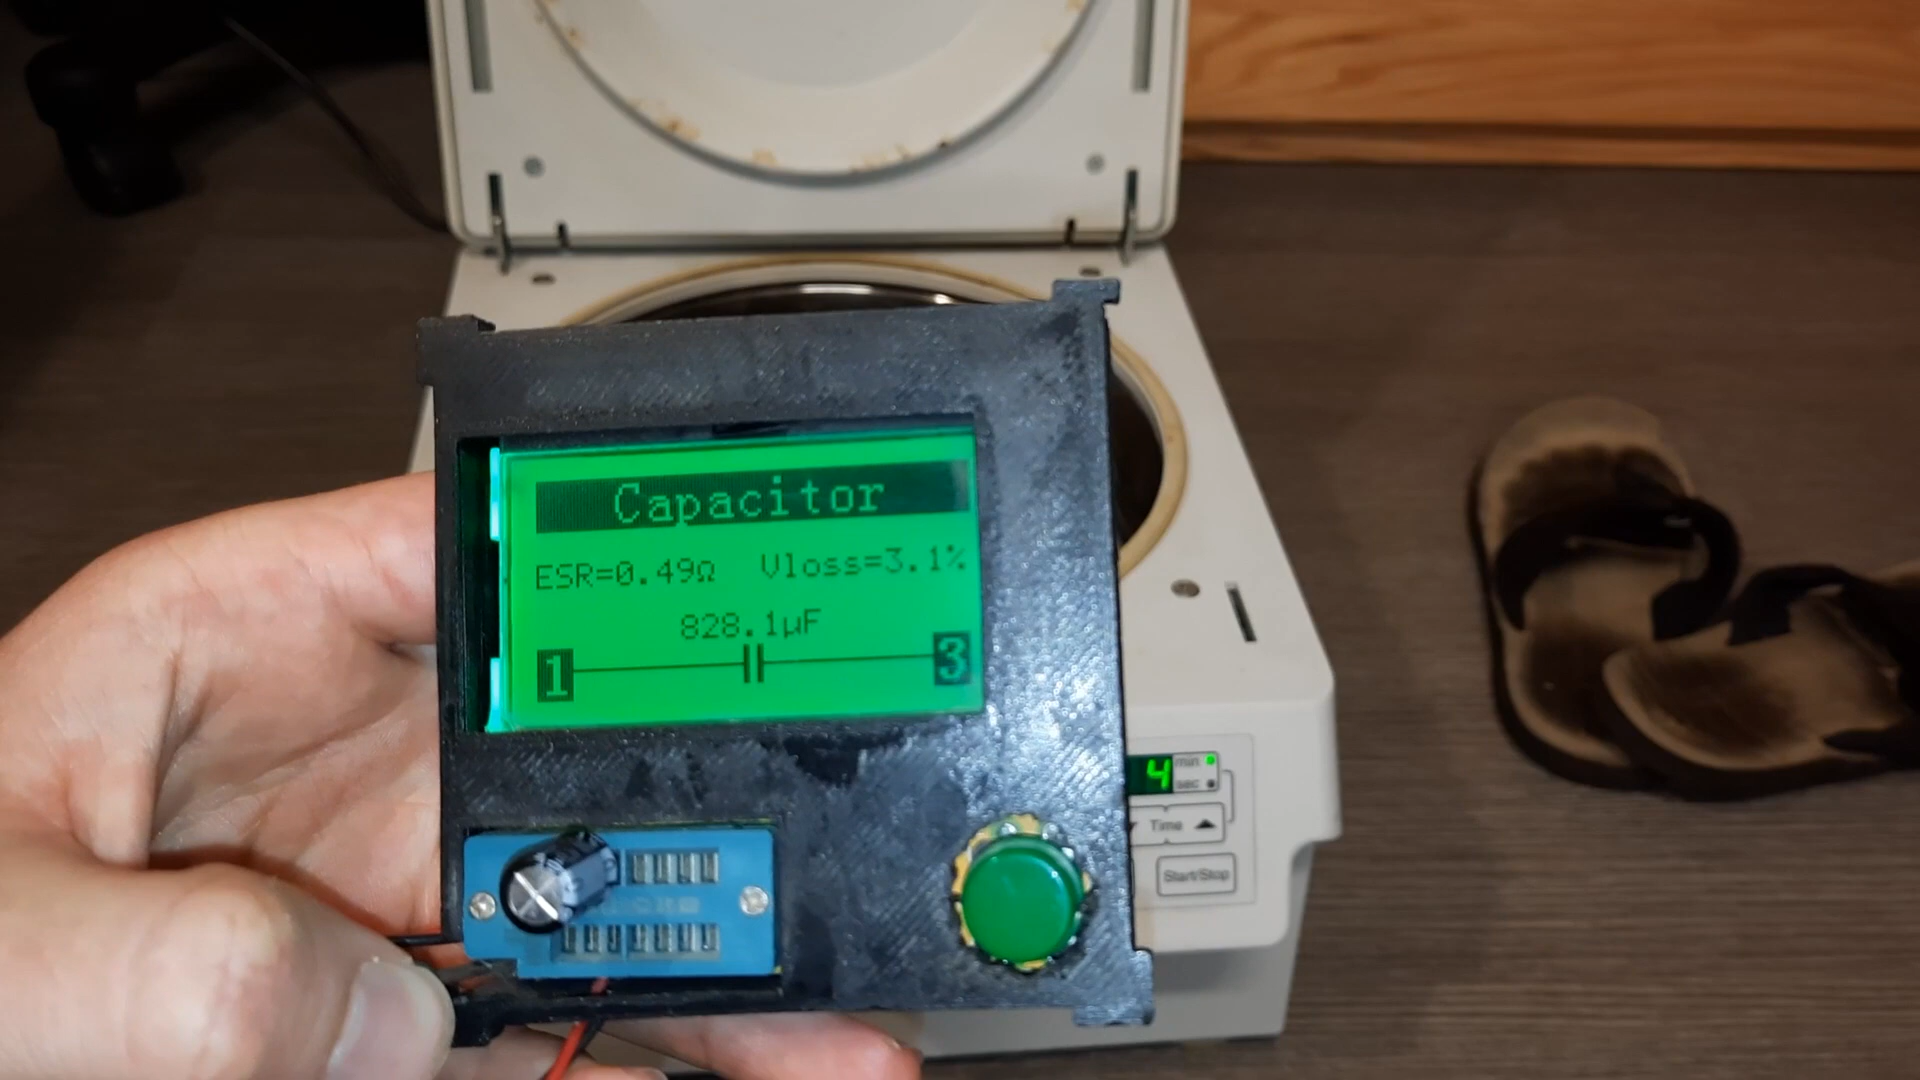 Capacitor
ESR=0.49Ω Vloss=3.1%
828.1µF
1 3
4 min
sec
Time
Start/Stop